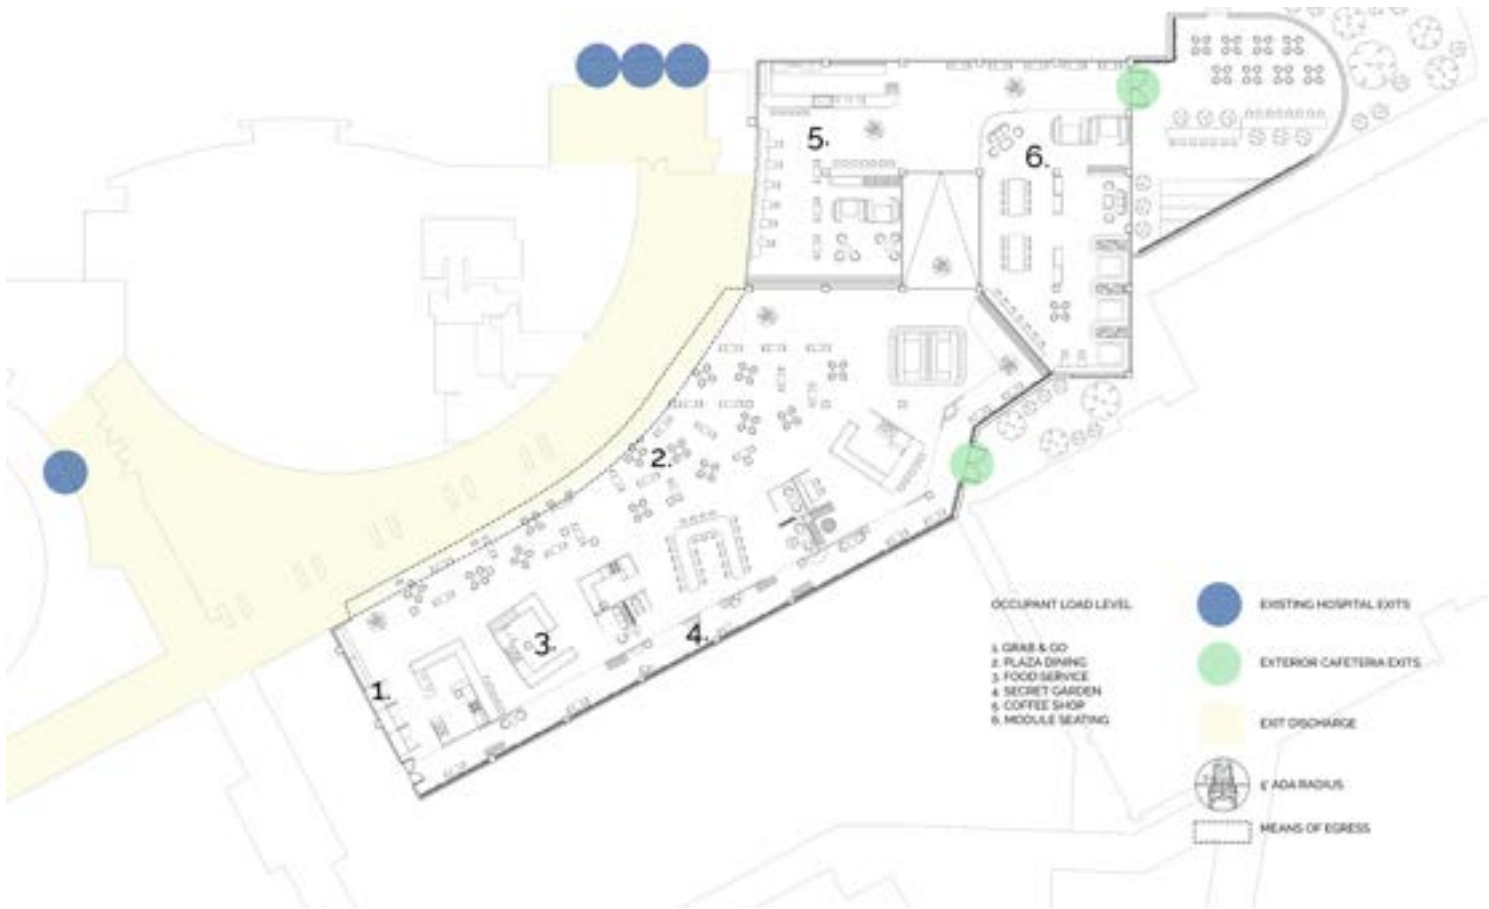 5.
6.
2.
3.
4.
1.
OCCUPANT LOAD LEVEL
1. GRAB & GO
2. PLAZA DINING
3. FOOD SERVICE
4. SECRET GARDEN
5. COFFEE SHOP
6. MODULE SEATING
EXISTING HOSPITAL EXITS
EXTERIOR CAFETERIA EXITS
EXIT DISCHARGE
5' ADA RADIUS
MEANS OF EGRESS